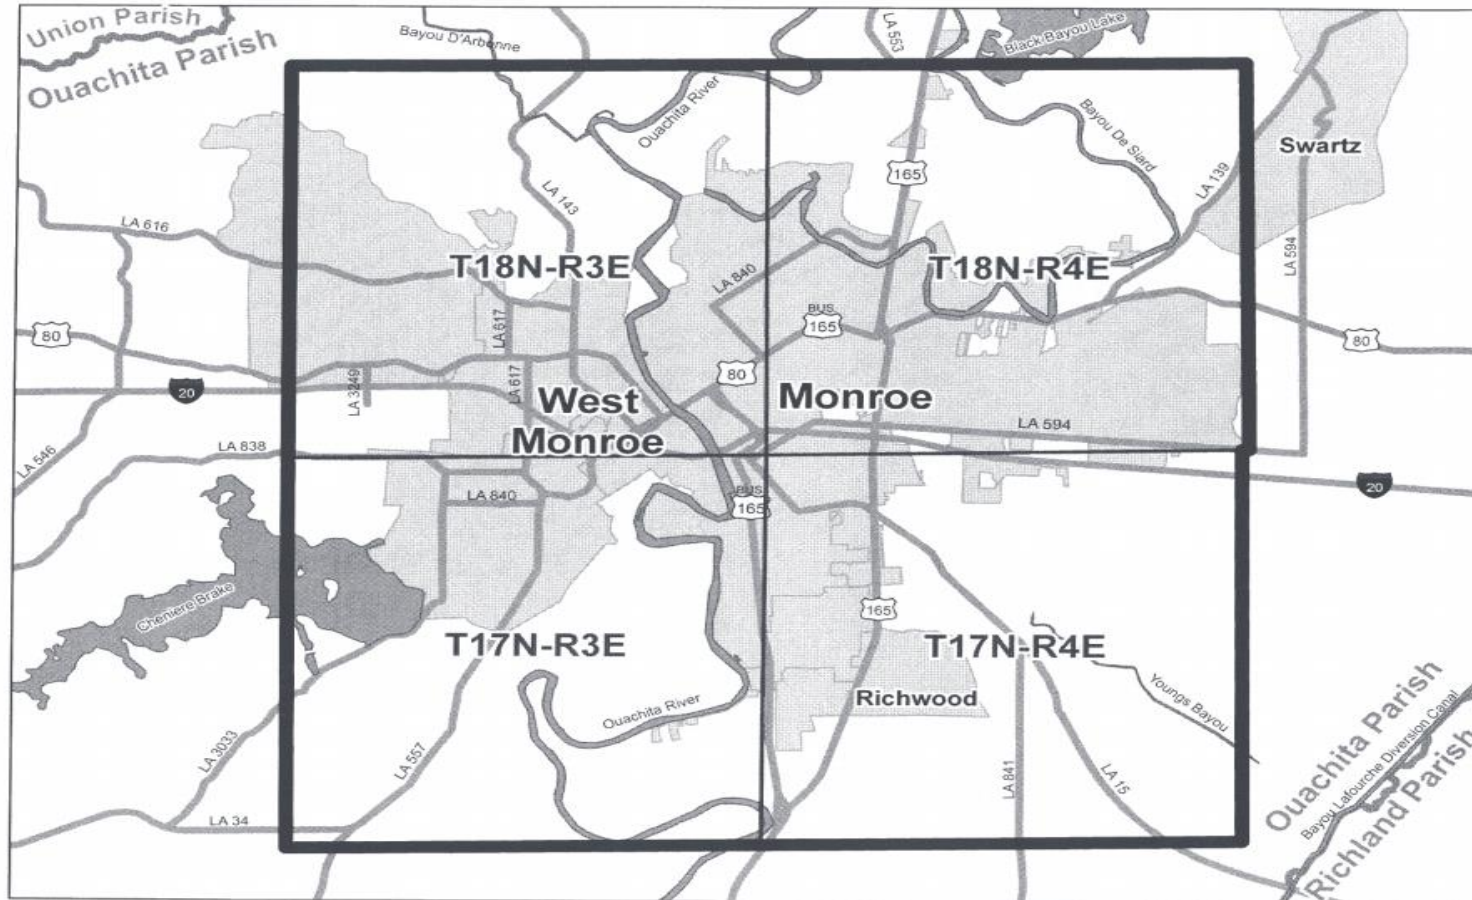 Union Parish
Ouachita Parish
Bayou D'Arbonne
LA 553
Black Bayou Lake
Ouachita River
Bayou De Siard
Swartz
165
LA 139
LA 143
LA 616
LA 594
T18N-R3E
T18N-R4E
LA 840
BUS
165
LA 617
80
80
80
20
LA 3249
LA 617
West
Monroe
Monroe
LA 594
LA 546
LA 838
20
LA 840
BUS
165
Cheniere Brake
165
T17N-R3E
T17N-R4E
Richwood
Youngs Bayou
Ouachita River
LA 3033
LA 557
LA 841
LA 15
LA 34
Ouachita Parish
Bayou Lafourche Diversion Canal
Richland Parish